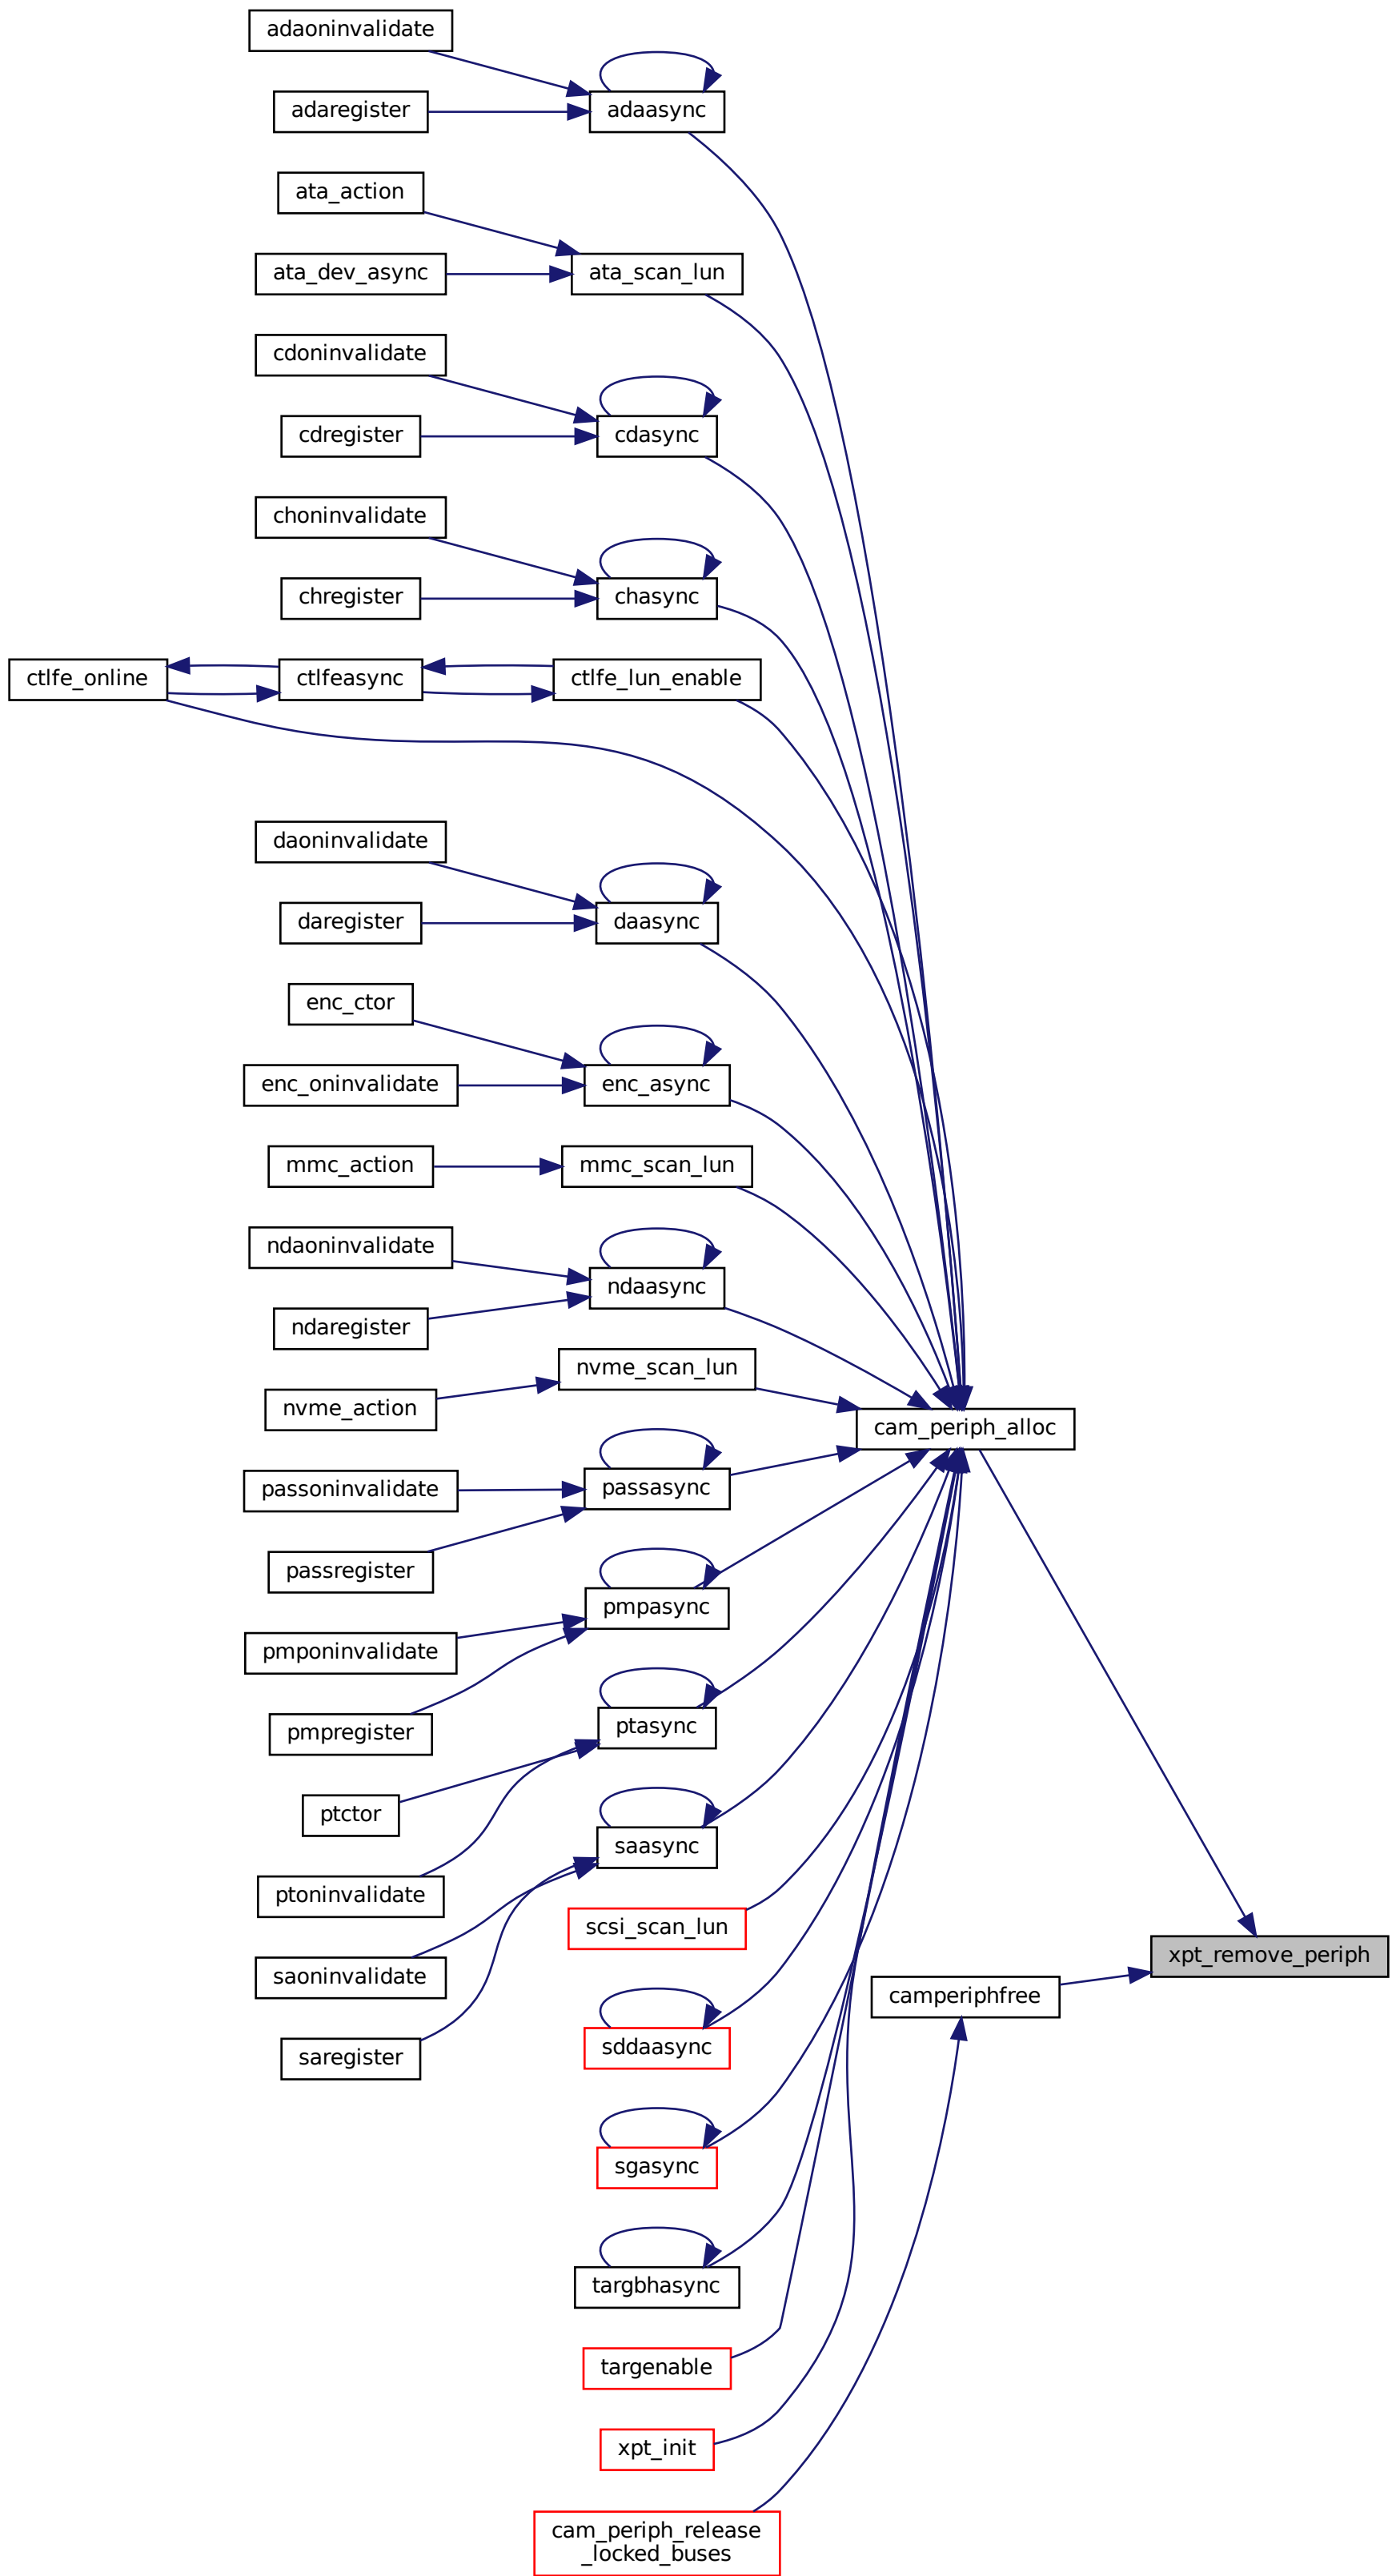 adaoninvalidate
adaregister
adaasync
ata_action
ata_dev_async
ata_scan_lun
cdoninvalidate
cdregister
cdasync
choninvalidate
chregister
chasync
ctlfe_online
ctlfeasync
ctlfe_lun_enable
daoninvalidate
daregister
daasync
enc_ctor
enc_oninvalidate
enc_async
mmc_action
mmc_scan_lun
ndaoninvalidate
ndaregister
ndaasync
nvme_scan_lun
nvme_action
cam_periph_alloc
passoninvalidate
passasync
passregister
pmpasync
pmponinvalidate
pmpregister
ptasync
ptctor
ptoninvalidate
saasync
saoninvalidate
saregister
scsi_scan_lun
xpt_remove_periph
camperiphfree
sddaasync
sgasync
targbhasync
targenable
xpt_init
cam_periph_release
_locked_buses